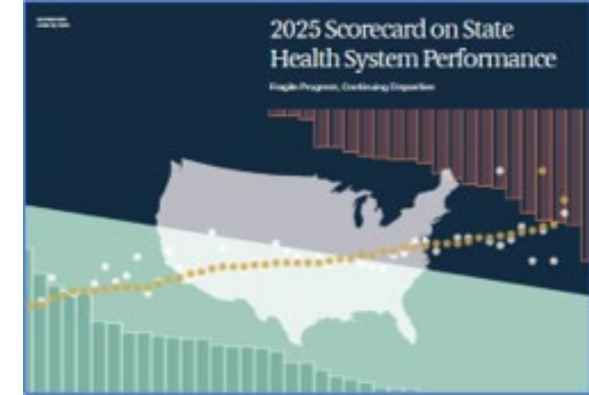 2025 Scorecard on State
Health System Performance
Fragile Progress, Continuing Disparities